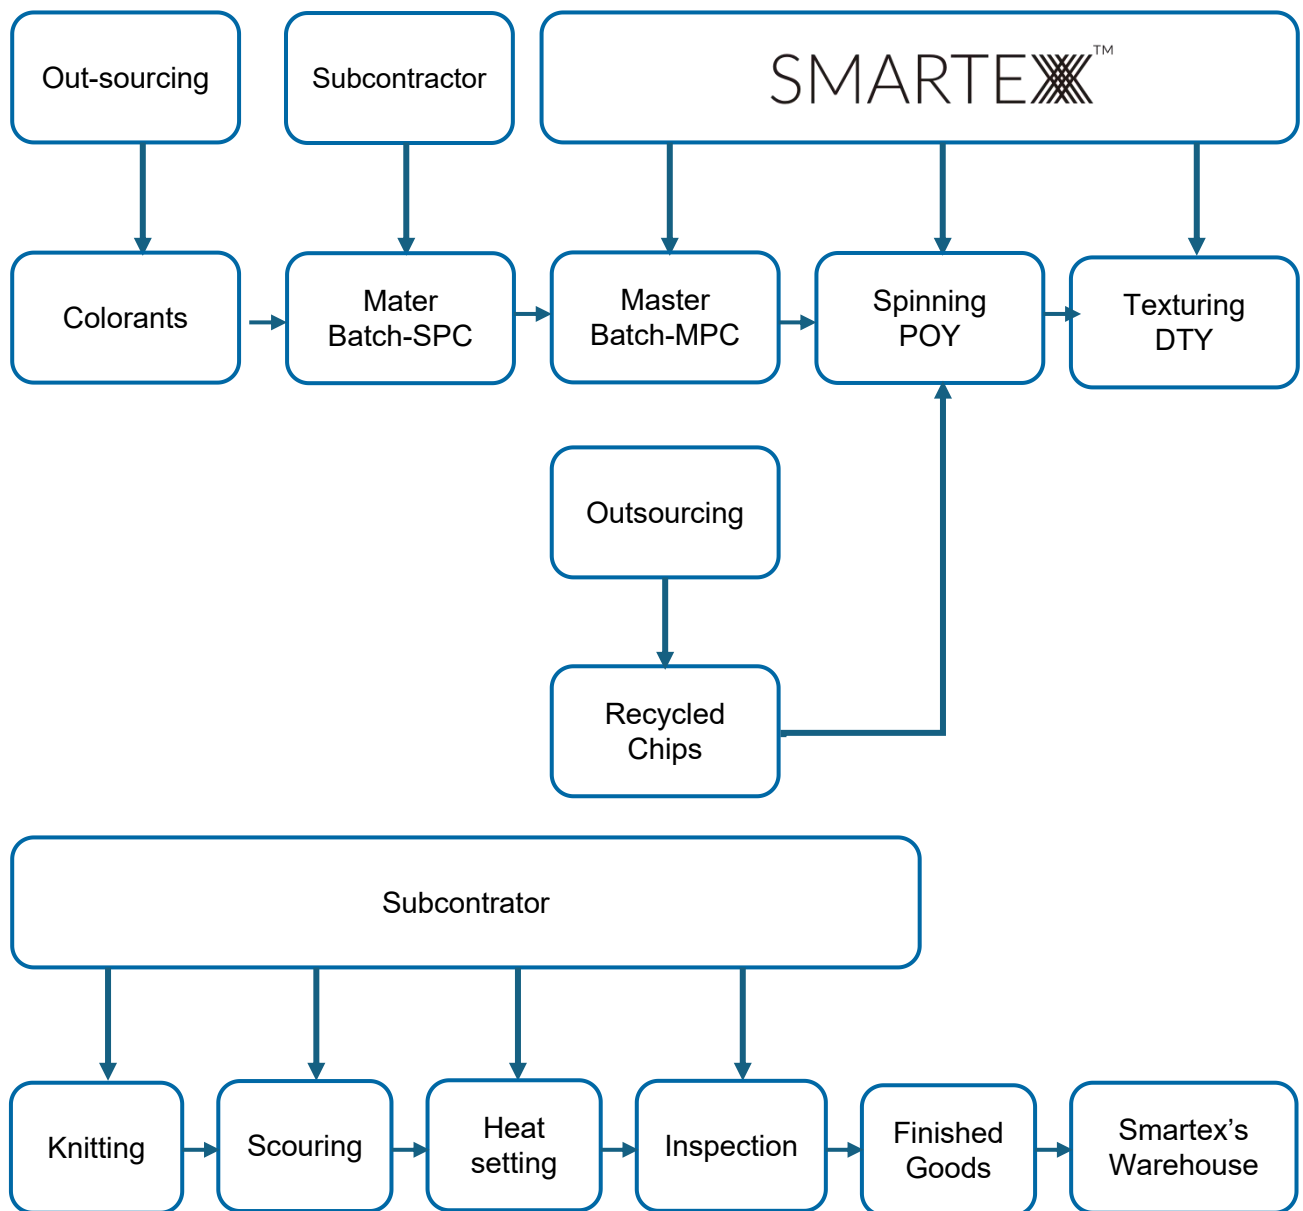 Out-sourcing
Subcontractor
SMARTEX™
Colorants
Mater
Batch-SPC
Master
Batch-MPC
Spinning
POY
Texturing
DTY
Outsourcing
Recycled
Chips
Subcontrator
Knitting
Scouring
Heat
setting
Inspection
Finished
Goods
Smartex’s
Warehouse